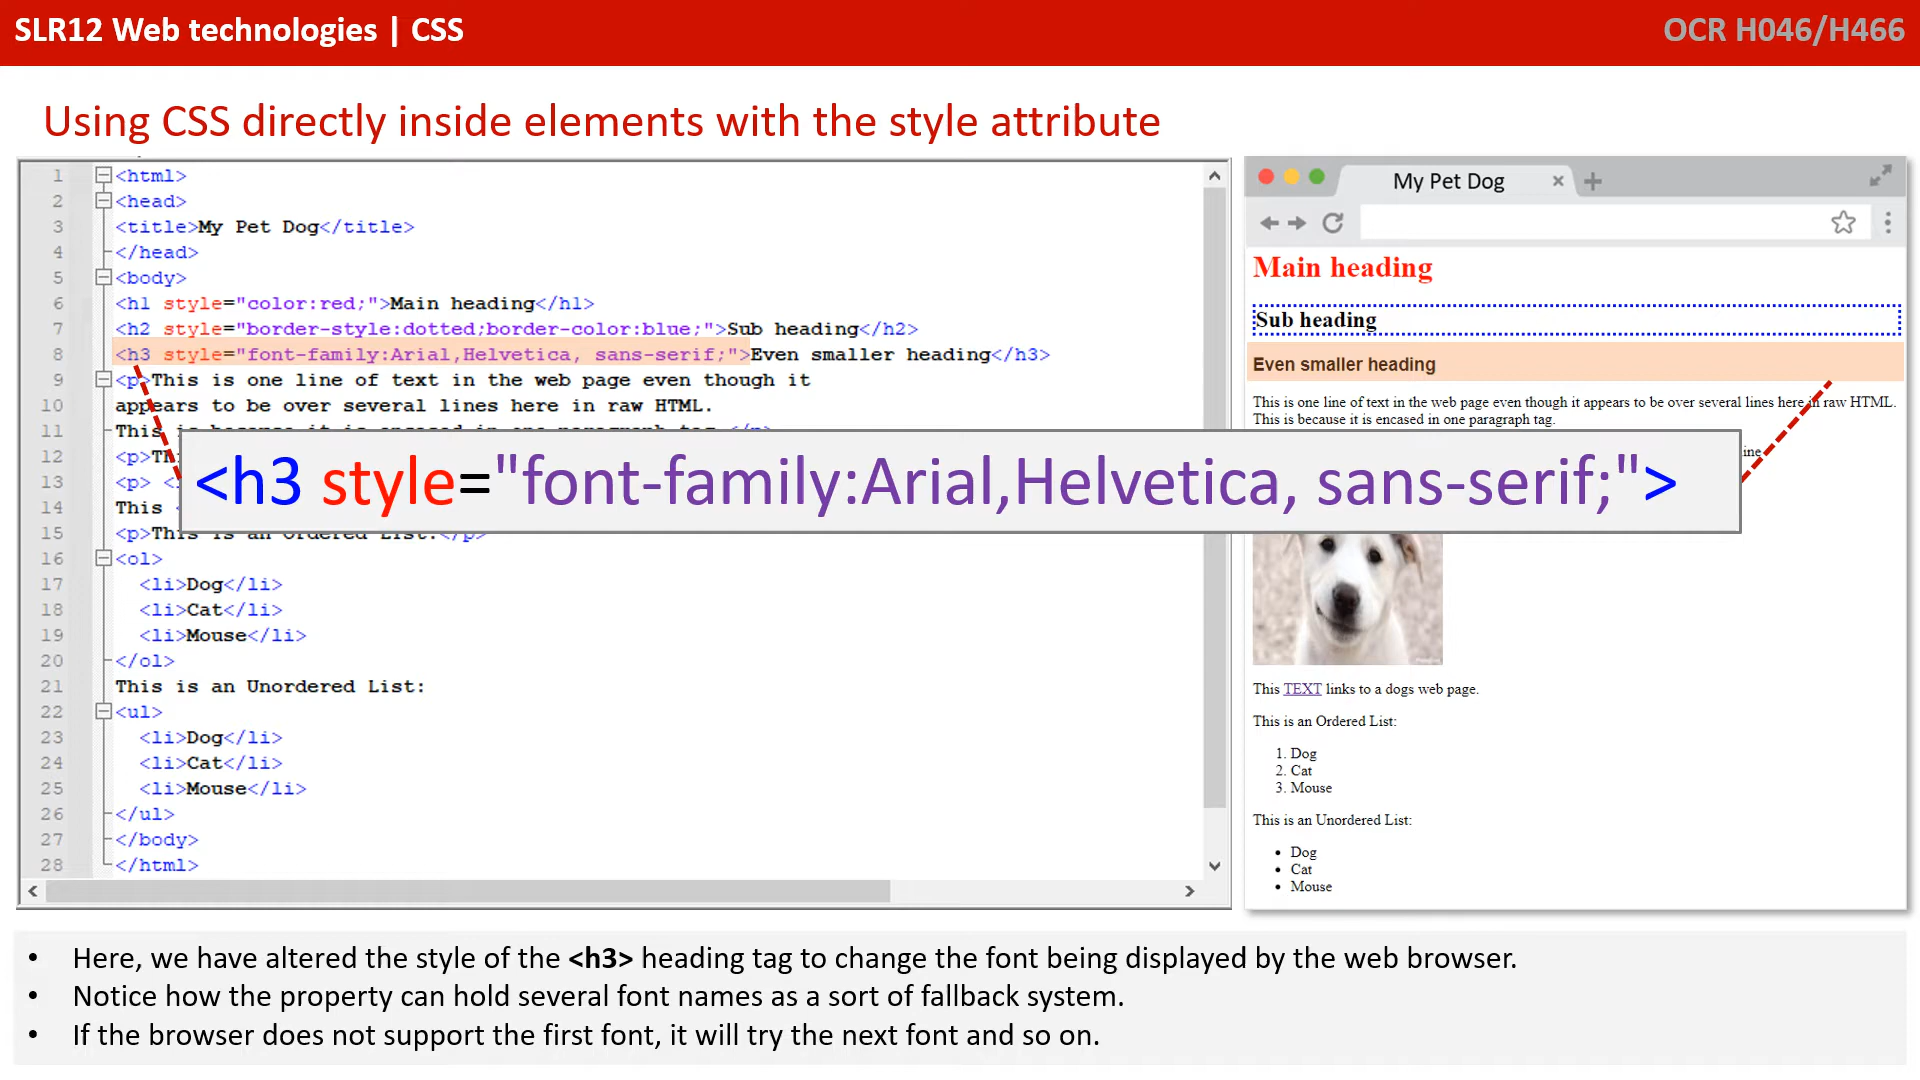 SLR12 Web technologies | CSS
OCR H046/H466
Using CSS directly inside elements with the style attribute
1 <html>
2 <head>
3 <title>My Pet Dog</title>
4 </head>
5 <body>
6 <h1 style="color:red;">Main heading</h1>
7 <h2 style="border-style:dotted;border-color:blue;">Sub heading</h2>
8 <h3 style="font-family:Arial,Helvetica, sans-serif;">Even smaller heading</h3>
9 <p>This is one line of text in the web page even though it
10 appears to be over several lines here in raw HTML.
11 This is because it is encased in one paragraph tag.</p>
12 <p>Th
13 <p> <
14 This
15 <p>This is an Ordered List:</p>
16 <ol>
17 <li>Dog</li>
18 <li>Cat</li>
19 <li>Mouse</li>
20 </ol>
21 This is an Unordered List:
22 <ul>
23 <li>Dog</li>
24 <li>Cat</li>
25 <li>Mouse</li>
26 </ul>
27 </body>
28 </html>
<h3 style="font-family:Arial,Helvetica, sans-serif;">
My Pet Dog
Main heading
Sub heading
Even smaller heading
This is one line of text in the web page even though it appears to be over several lines here in raw HTML.
This is because it is encased in one paragraph tag.
ine
This TEXT links to a dogs web page.
This is an Ordered List:
1. Dog
2. Cat
3. Mouse
This is an Unordered List:
• Dog
• Cat
• Mouse
• Here, we have altered the style of the <h3> heading tag to change the font being displayed by the web browser.
• Notice how the property can hold several font names as a sort of fallback system.
• If the browser does not support the first font, it will try the next font and so on.